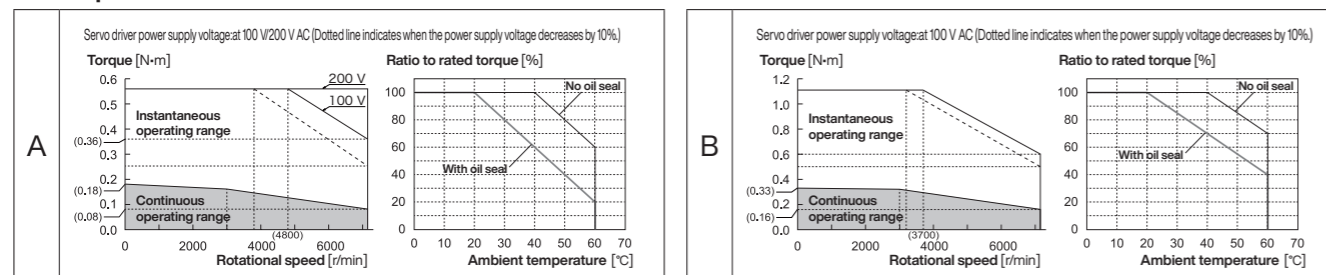 A
Servo driver power supply voltage:at 100 V/200 V AC (Dotted line indicates when the power supply voltage decreases by 10%.)
Torque [N•m]
0.6
0.5
0.4
(0.36)
0.3
0.2
(0.18)
0.1
(0.08)
0.0
200 V
100 V
Instantaneous
operating range
Continuous
operating range
0 2000 4000 (4800) 6000
Rotational speed [r/min]
Ratio to rated torque [%]
100
80
60
40
20
0
No oil seal
With oil seal
0 10 20 30 40 50 60 70
Ambient temperature [°C]
B
Servo driver power supply voltage:at 100 V AC (Dotted line indicates when the power supply voltage decreases by 10%.)
Torque [N•m]
1.2
1.0
0.8
0.6
0.4
(0.33)
0.2
(0.16)
0.0
Instantaneous
operating range
Continuous
operating range
0 2000 (3700) 4000 6000
Rotational speed [r/min]
Ratio to rated torque [%]
100
80
60
40
20
0
No oil seal
With oil seal
0 10 20 30 40 50 60 70
Ambient temperature [°C]